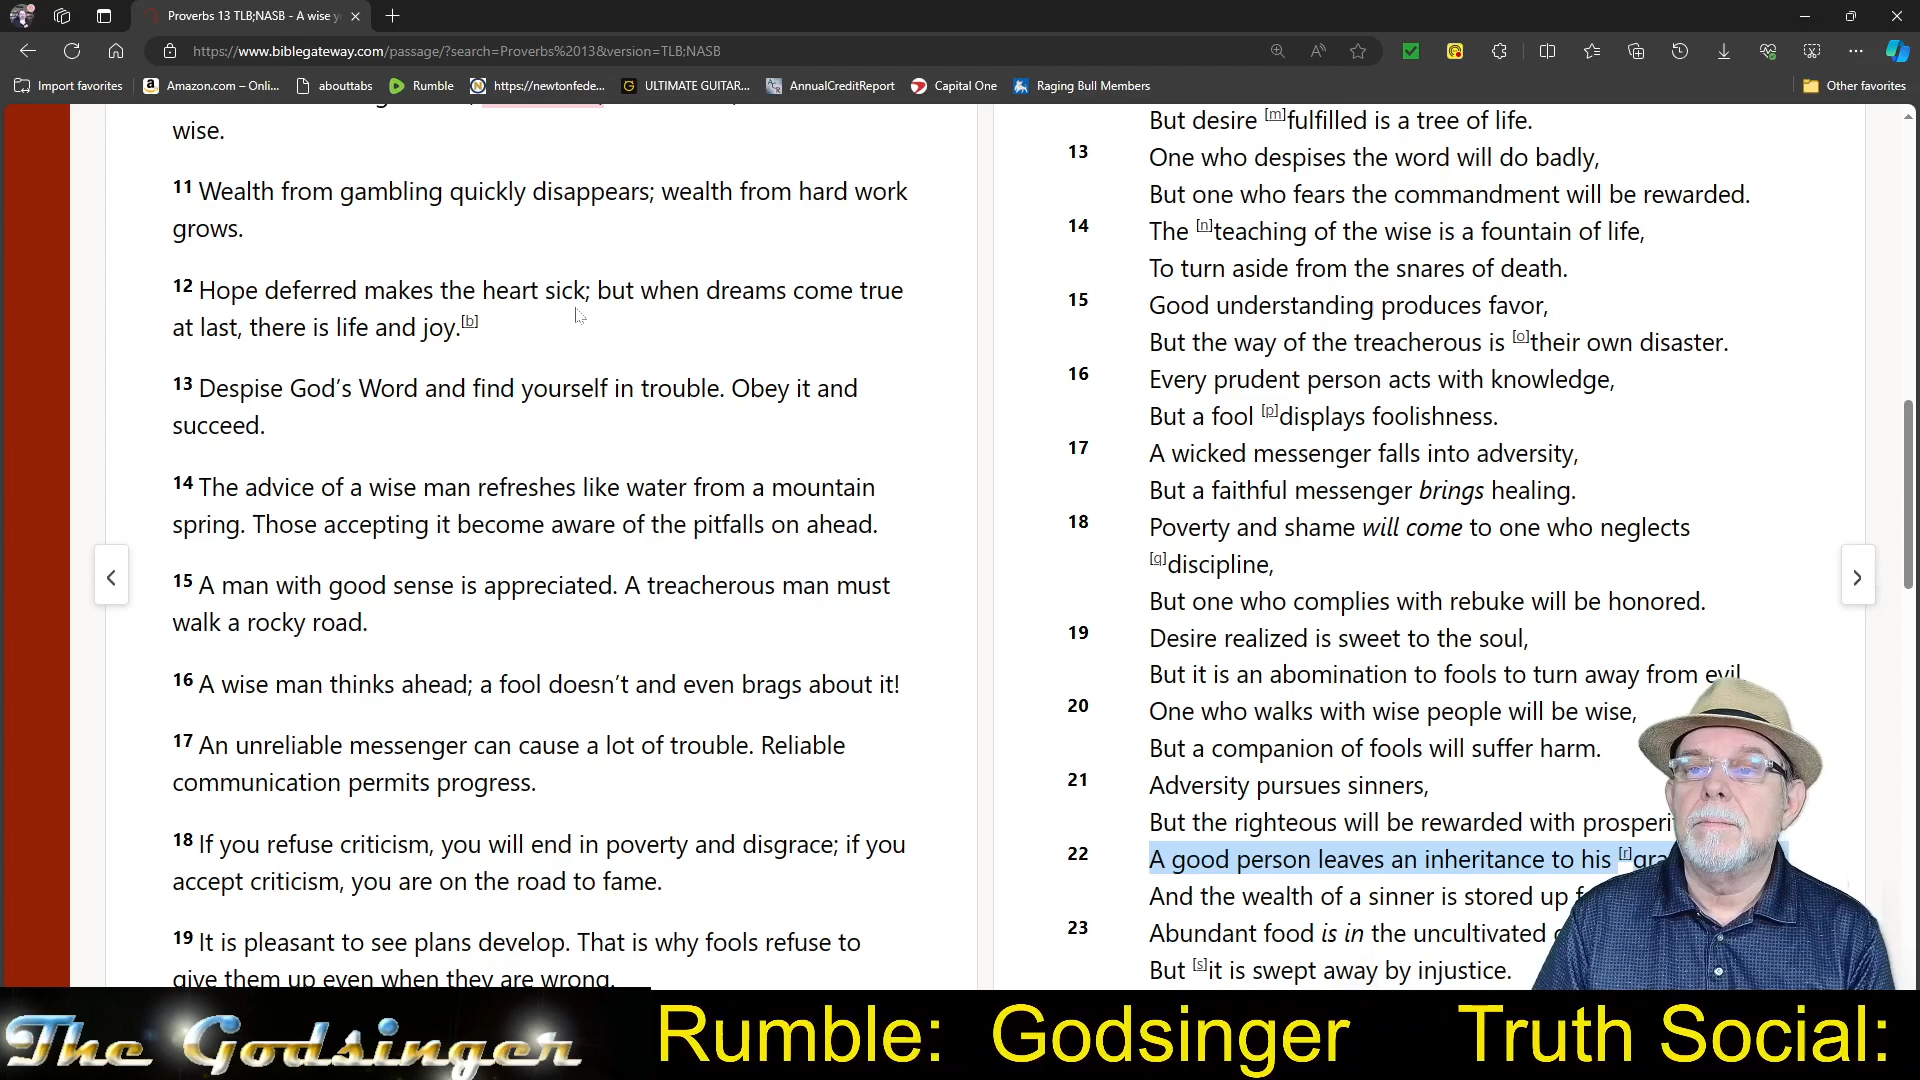 Proverbs 13 TLB;NASB - A wise y
https://www.biblegateway.com/passage/?search=Proverbs%2013&version=TLB;NASB
Import favorites Amazon.com – Onli... abouttabs Rumble https://newtonfede... ULTIMATE GUITAR... AnnualCreditReport Capital One Raging Bull Members Other favorites
wise.
11 Wealth from gambling quickly disappears; wealth from hard work
grows.
12 Hope deferred makes the heart sick; but when dreams come true
at last, there is life and joy.[b]
13 Despise God’s Word and find yourself in trouble. Obey it and
succeed.
14 The advice of a wise man refreshes like water from a mountain
spring. Those accepting it become aware of the pitfalls on ahead.
15 A man with good sense is appreciated. A treacherous man must
walk a rocky road.
16 A wise man thinks ahead; a fool doesn’t and even brags about it!
17 An unreliable messenger can cause a lot of trouble. Reliable
communication permits progress.
18 If you refuse criticism, you will end in poverty and disgrace; if you
accept criticism, you are on the road to fame.
19 It is pleasant to see plans develop. That is why fools refuse to
give them up even when they are wrong.
But desire [m]fulfilled is a tree of life.
13 One who despises the word will do badly,
But one who fears the commandment will be rewarded.
14 The [n]teaching of the wise is a fountain of life,
To turn aside from the snares of death.
15 Good understanding produces favor,
But the way of the treacherous is [o]their own disaster.
16 Every prudent person acts with knowledge,
But a fool [p]displays foolishness.
17 A wicked messenger falls into adversity,
But a faithful messenger brings healing.
18 Poverty and shame will come to one who neglects
[q]discipline,
But one who complies with rebuke will be honored.
19 Desire realized is sweet to the soul,
But it is an abomination to fools to turn away from evil
20 One who walks with wise people will be wise,
But a companion of fools will suffer harm.
21 Adversity pursues sinners,
But the righteous will be rewarded with prosperi
22 A good person leaves an inheritance to his [r]gra
And the wealth of a sinner is stored up f
23 Abundant food is in the uncultivated
But [s]it is swept away by injustice.
The Godsinger
Rumble: Godsinger Truth Social: